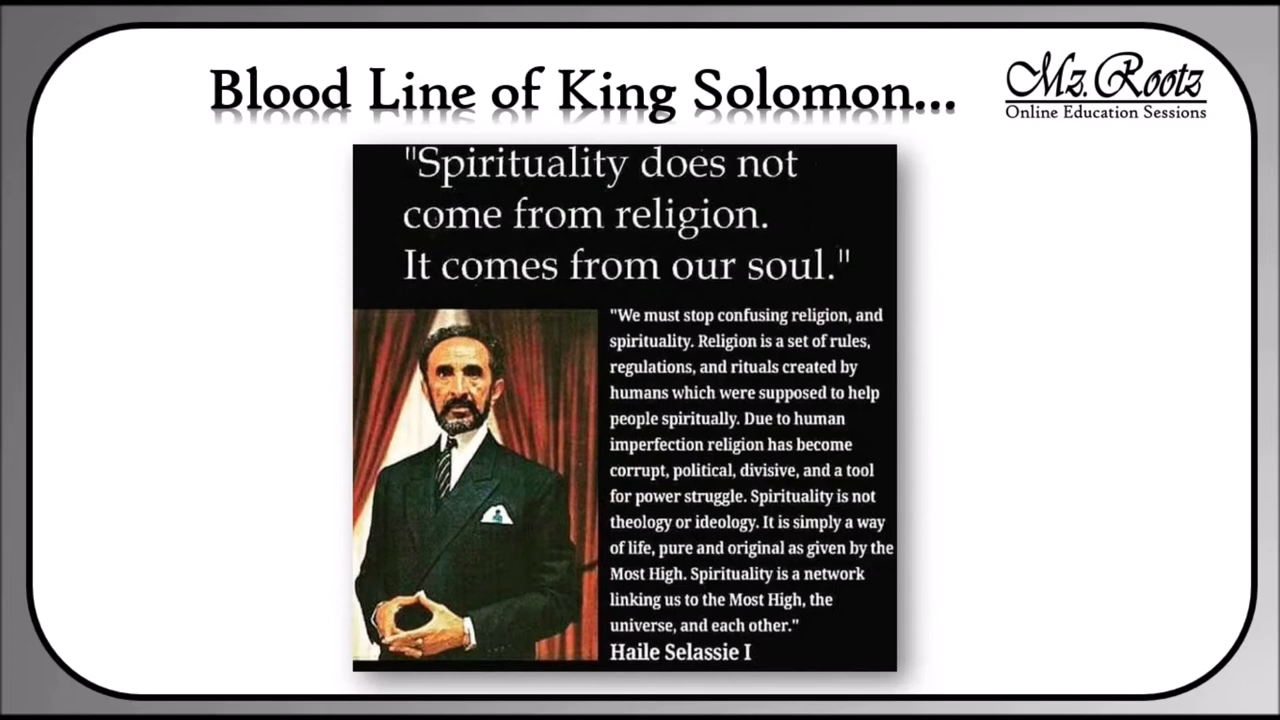 Blood Line of King Solomon...
Mz. Rootz
Online Education Sessions
"Spirituality does not
come from religion.
It comes from our soul."
"We must stop confusing religion, and
spirituality. Religion is a set of rules,
regulations, and rituals created by
humans which were supposed to help
people spiritually. Due to human
imperfection religion has become
corrupt, political, divisive, and a tool
for power struggle. Spirituality is not
theology or ideology. It is simply a way
of life, pure and original as given by the
Most High. Spirituality is a network
linking us to the Most High, the
universe, and each other."
Haile Selassie I